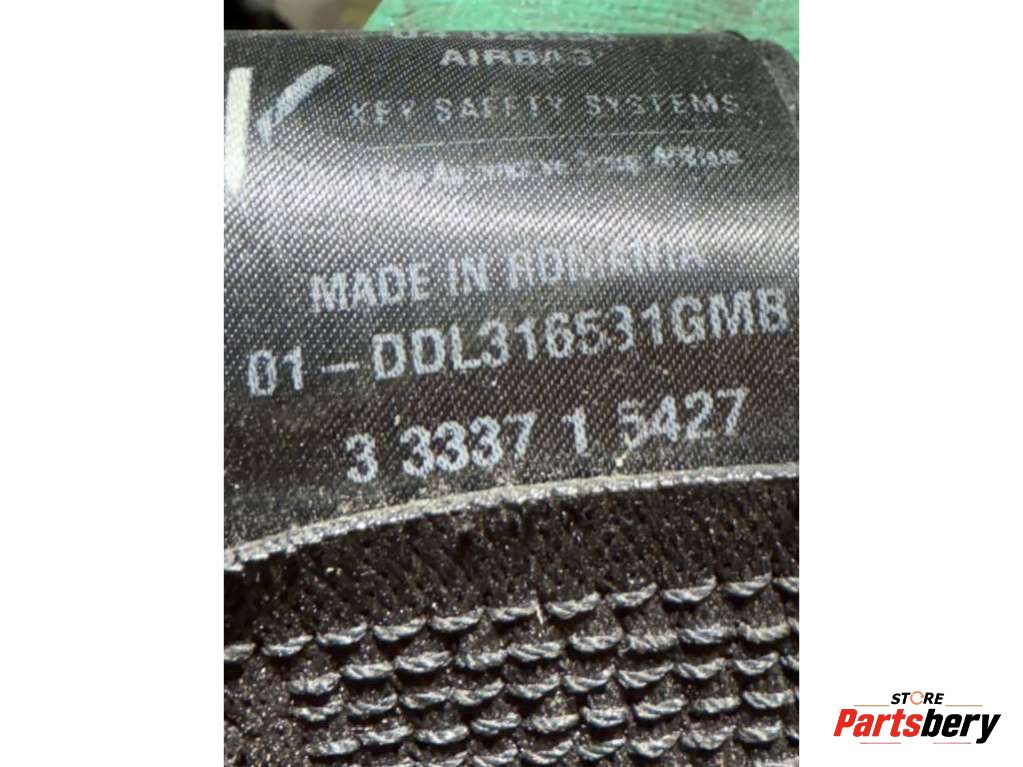 AIRBAG
KEY SAFETY SYSTEMS
MADE IN ROMANIA
01-DDL316531GMB
3 3337 1 5427
STORE
Partsbery